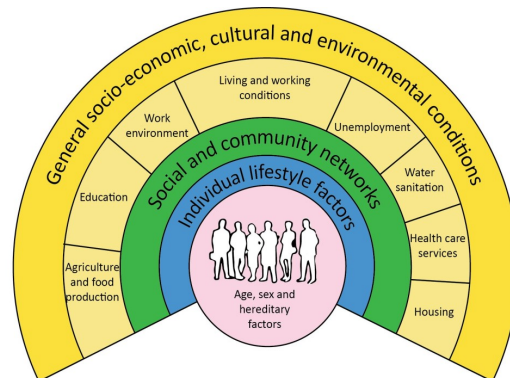 General socio-economic, cultural and environmental conditions
Living and working
conditions
Work
environment
Unemployment
Education
Water
sanitation
Agriculture
and food
production
Health care
services
Housing
Social and community networks
Individual lifestyle factors
Age, sex and
hereditary
factors